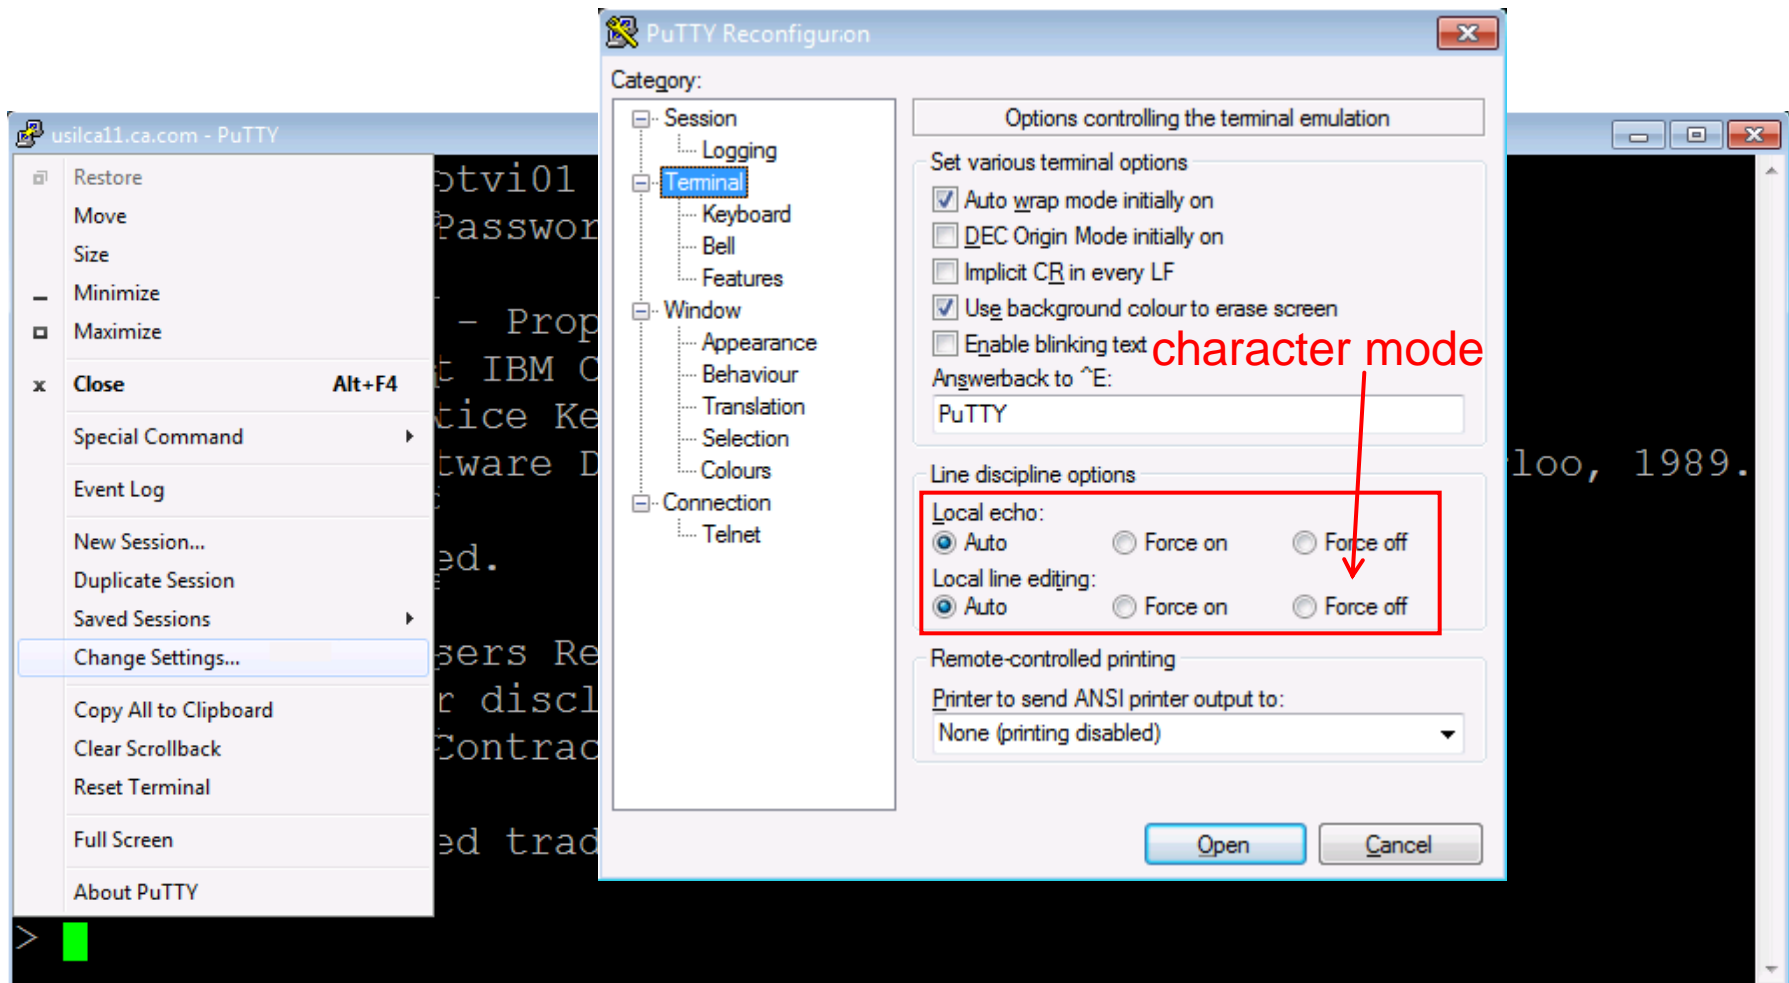 PuTTY Reconfiguration
Category:
Session
Logging
Terminal
Keyboard
Bell
Features
Window
Appearance
Behaviour
Translation
Selection
Colours
Connection
Telnet
Options controlling the terminal emulation
Set various terminal options
Auto wrap mode initially on
DEC Origin Mode initially on
Implicit CR in every LF
Use background colour to erase screen
Enable blinking text
character mode
Answerback to ^E:
PuTTY
Line discipline options
Local echo:
Auto Force on Force off
Local line editing:
Auto Force on Force off
Remote-controlled printing
Printer to send ANSI printer output to:
None (printing disabled)
Open Cancel
usilca11.ca.com - PuTTY
Restore
Move
Size
Minimize
Maximize
x Close Alt+F4
Special Command
Event Log
New Session...
Duplicate Session
Saved Sessions
Change Settings...
Copy All to Clipboard
Clear Scrollback
Reset Terminal
Full Screen
About PuTTY
otvi01
Passwor
- Prop
t IBM C
tice Ke
tware D loo, 1989.
ed.
sers Re
r discl
Contrac
ed trad
>